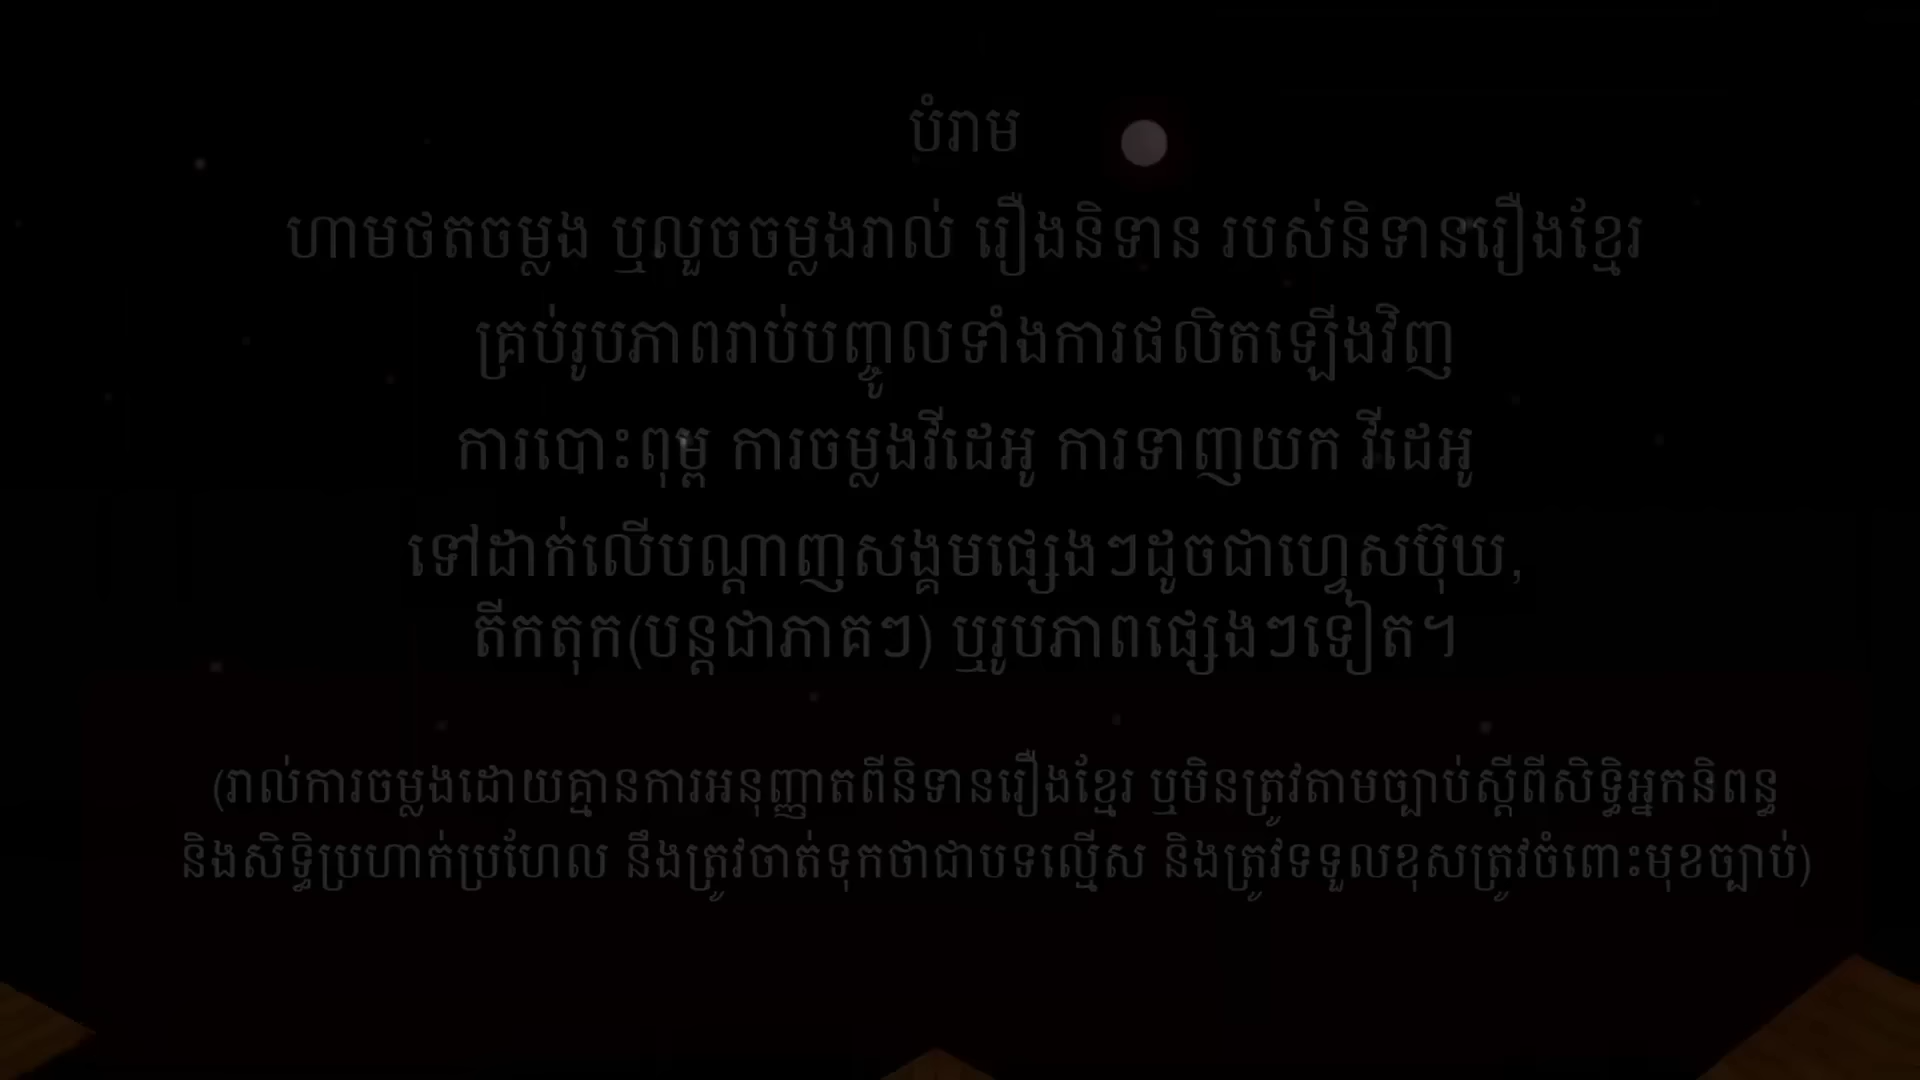 បំរាម
ហាមថតចម្លង ឬលួចចម្លងរាល់ រឿងនិទាន របស់និទានរឿងខ្មែរ
គ្រប់រូបភាពរាប់បញ្ចូលទាំងការផលិតឡើងវិញ
ការបោះពុម្ព ការចម្លងវីដេអូ ការទាញយក វីដេអូ
ទៅដាក់លើបណ្តាញសង្គមផ្សេងៗដូចជាហ្វេសប៊ុឃ,
តីកតុក(បន្តជាភាគៗ) ឬរូបភាពផ្សេងៗទៀត។
(រាល់ការចម្លងដោយគ្មានការអនុញ្ញាតពីនិទានរឿងខ្មែរ ឬមិនត្រូវតាមច្បាប់ស្តីពីសិទ្ធិអ្នកនិពន្ធ
និងសិទ្ធិប្រហាក់ប្រហែល នឹងត្រូវចាត់ទុកថាជាបទល្មើស និងត្រូវទទួលខុសត្រូវចំពោះមុខច្បាប់)